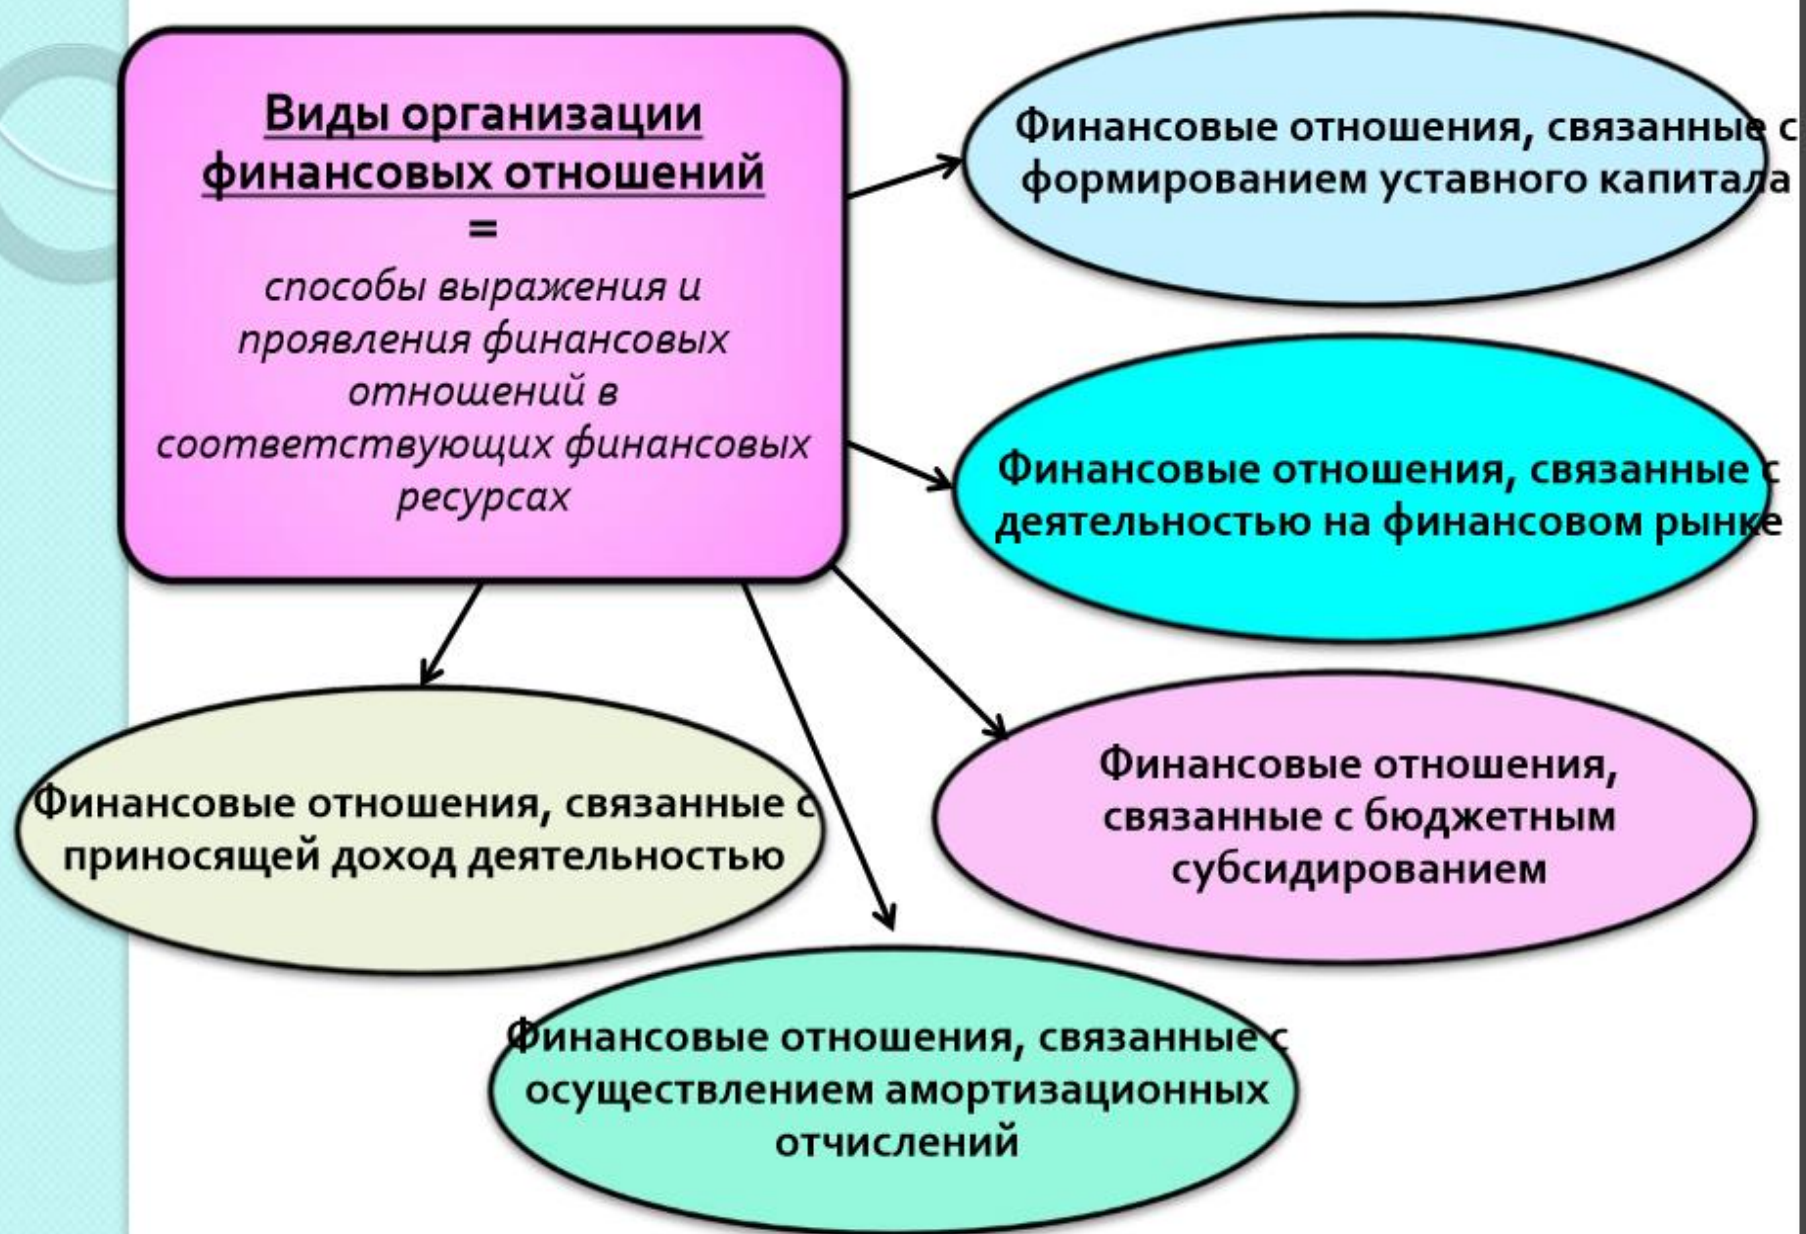 Виды организации
финансовых отношений
=
способы выражения и
проявления финансовых
отношений в
соответствующих финансовых
ресурсах
Финансовые отношения, связанные с
формированием уставного капитала
Финансовые отношения, связанные с
деятельностью на финансовом рынке
Финансовые отношения,
связанные с бюджетным
субсидированием
Финансовые отношения, связанные с
приносящей доход деятельностью
Финансовые отношения, связанные с
осуществлением амортизационных
отчислений